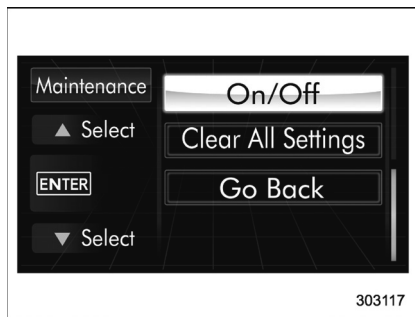 Maintenance
On/Off
▲ Select
Clear All Settings
ENTER
Go Back
▼ Select
303117